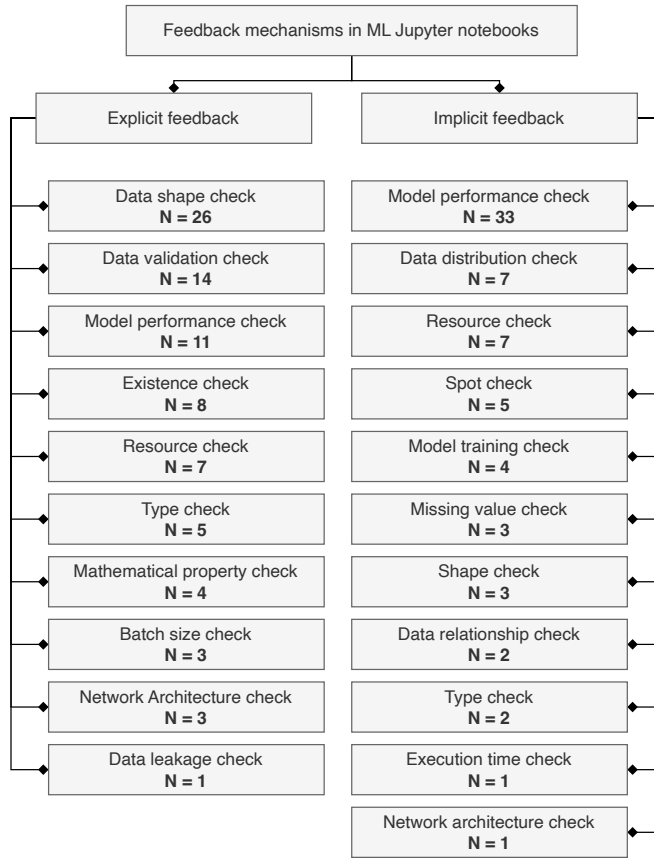 Feedback mechanisms in ML Jupyter notebooks
Explicit feedback
Implicit feedback
Data shape check
N = 26
Data validation check
N = 14
Model performance check
N = 11
Existence check
N = 8
Resource check
N = 7
Type check
N = 5
Mathematical property check
N = 4
Batch size check
N = 3
Network Architecture check
N = 3
Data leakage check
N = 1
Model performance check
N = 33
Data distribution check
N = 7
Resource check
N = 7
Spot check
N = 5
Model training check
N = 4
Missing value check
N = 3
Shape check
N = 3
Data relationship check
N = 2
Type check
N = 2
Execution time check
N = 1
Network architecture check
N = 1